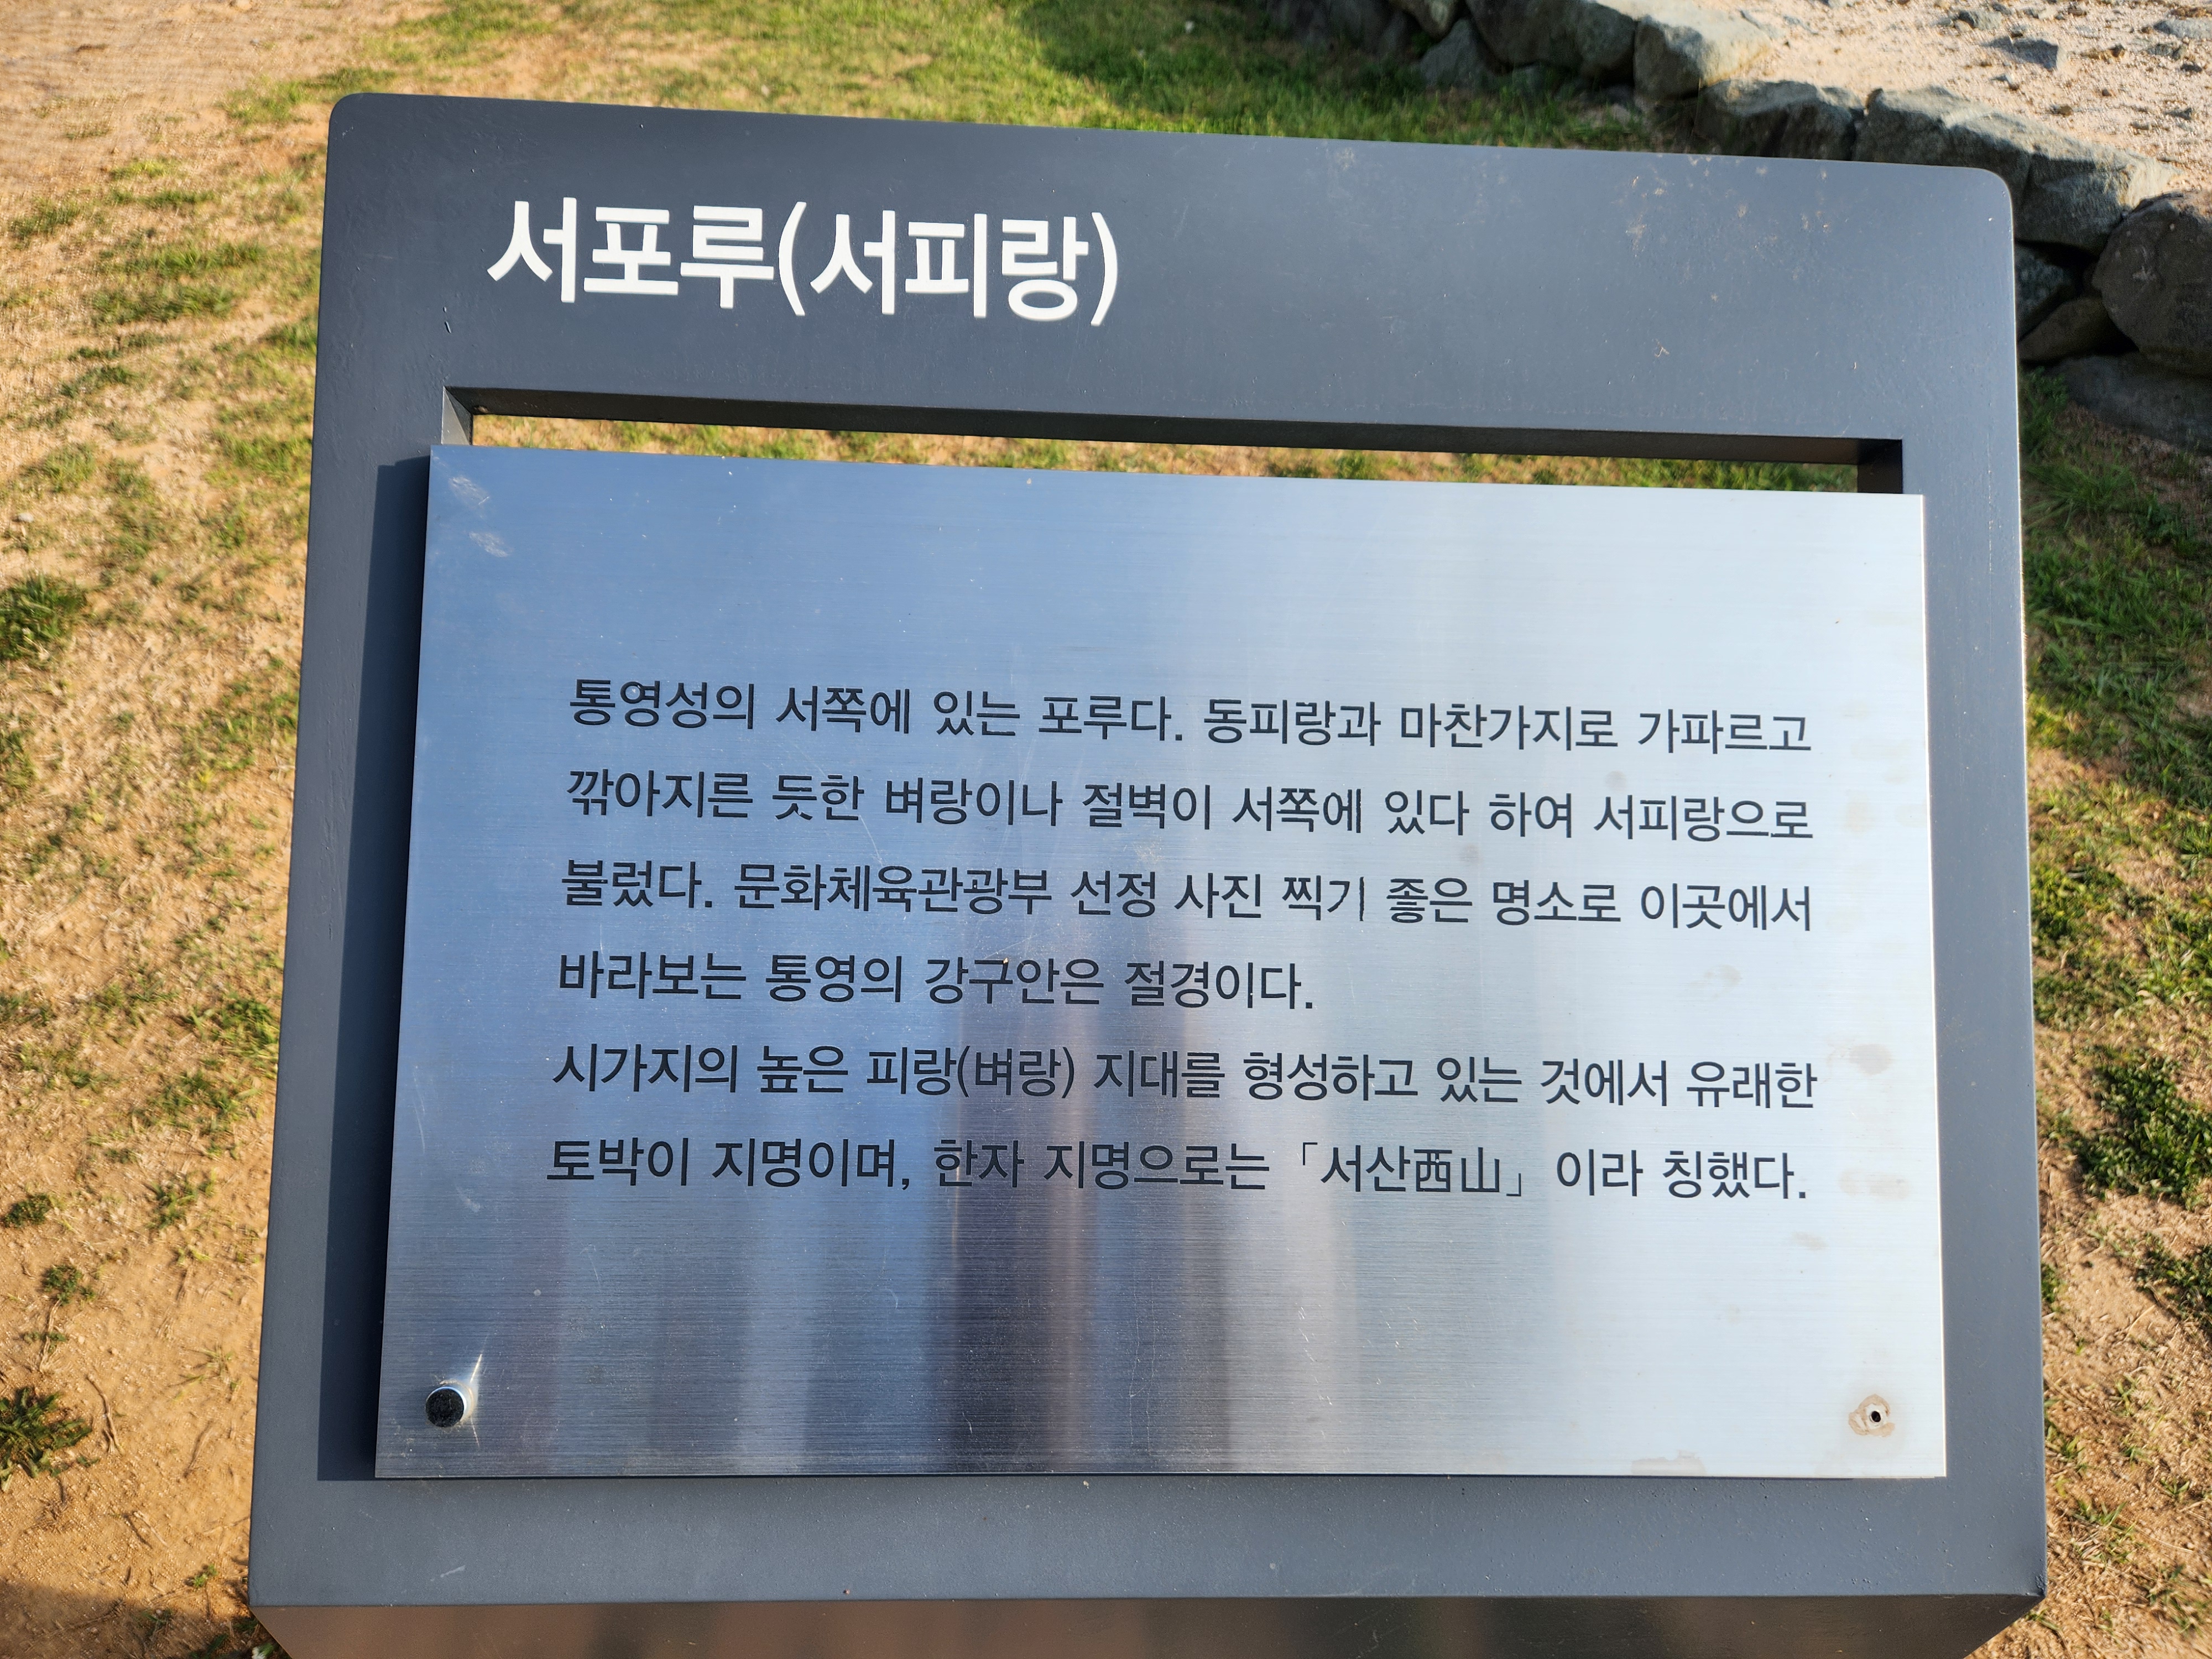 서포루(서피랑)
통영성의 서쪽에 있는 포루다. 동피랑과 마찬가지로 가파르고
깎아지른 듯한 벼랑이나 절벽이 서쪽에 있다 하여 서피랑으로
불렀다. 문화체육관광부 선정 사진 찍기 좋은 명소로 이곳에서
바라보는 통영의 강구안은 절경이다.
시가지의 높은 피랑(벼랑) 지대를 형성하고 있는 것에서 유래한
토박이 지명이며, 한자 지명으로는 「서산西山」 이라 칭했다.